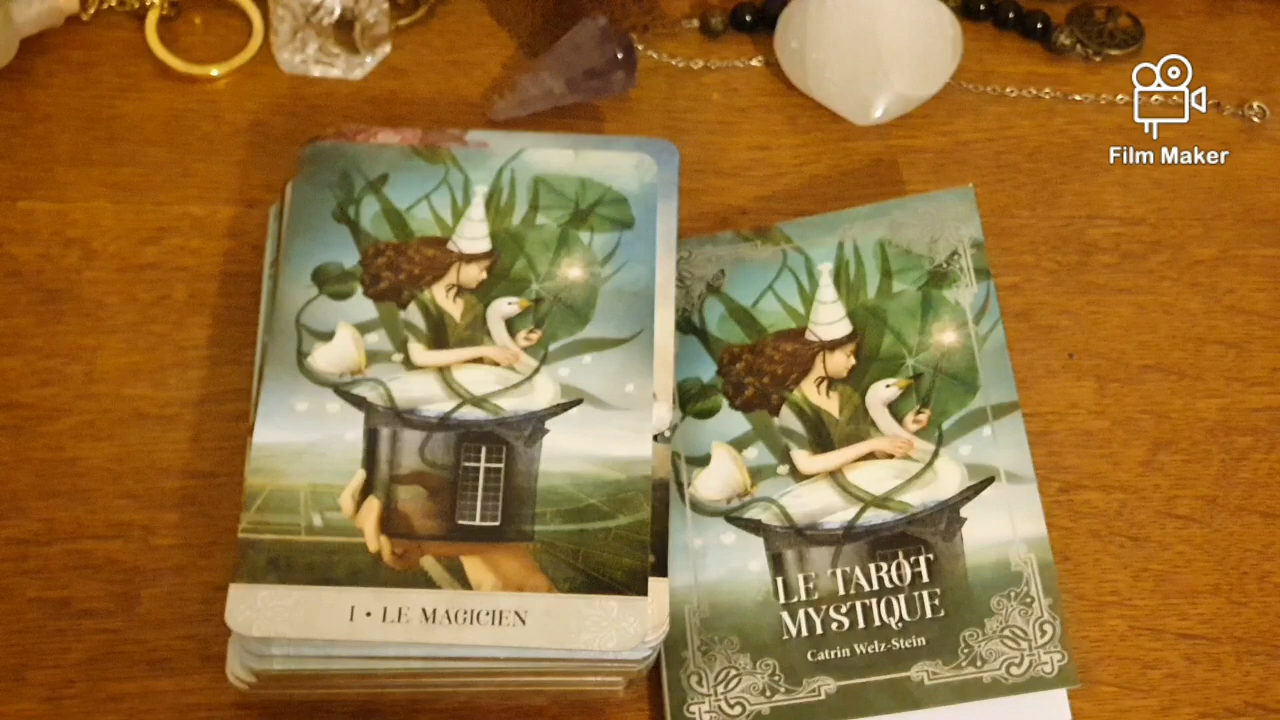 Film Maker
I • LE MAGICIEN
LE TAROT
MYSTIQUE
Catrin Welz-Stein